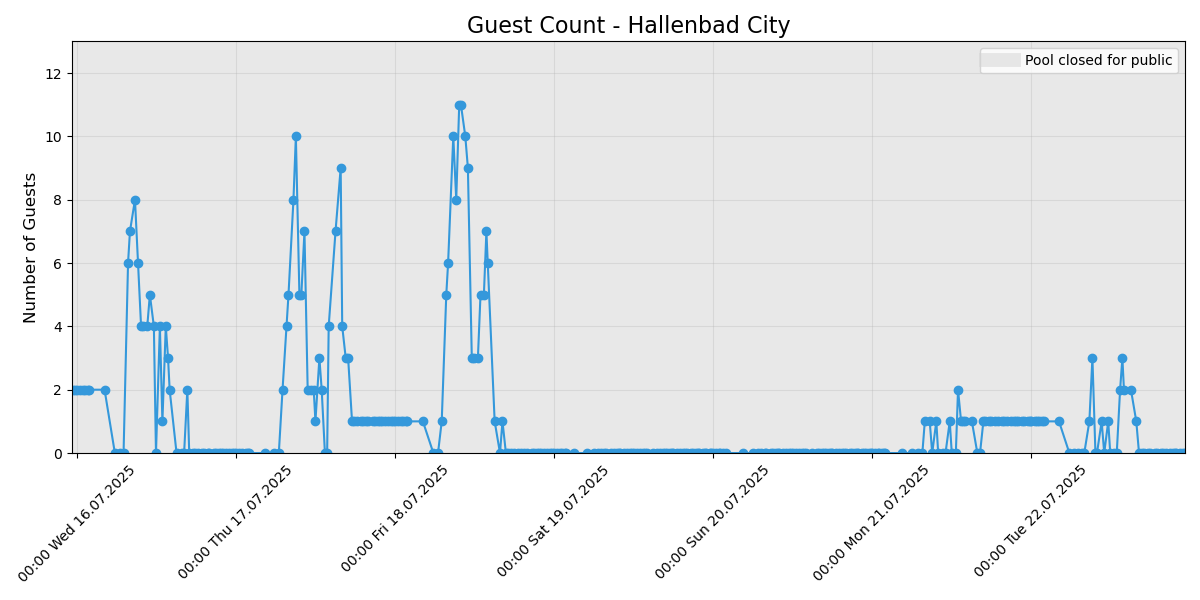 Guest Count - Hallenbad City
Pool closed for public
Number of Guests
12
10
8
6
4
2
0
00:00 Wed 16.07.2025
00:00 Thu 17.07.2025
00:00 Fri 18.07.2025
00:00 Sat 19.07.2025
00:00 Sun 20.07.2025
00:00 Mon 21.07.2025
00:00 Tue 22.07.2025